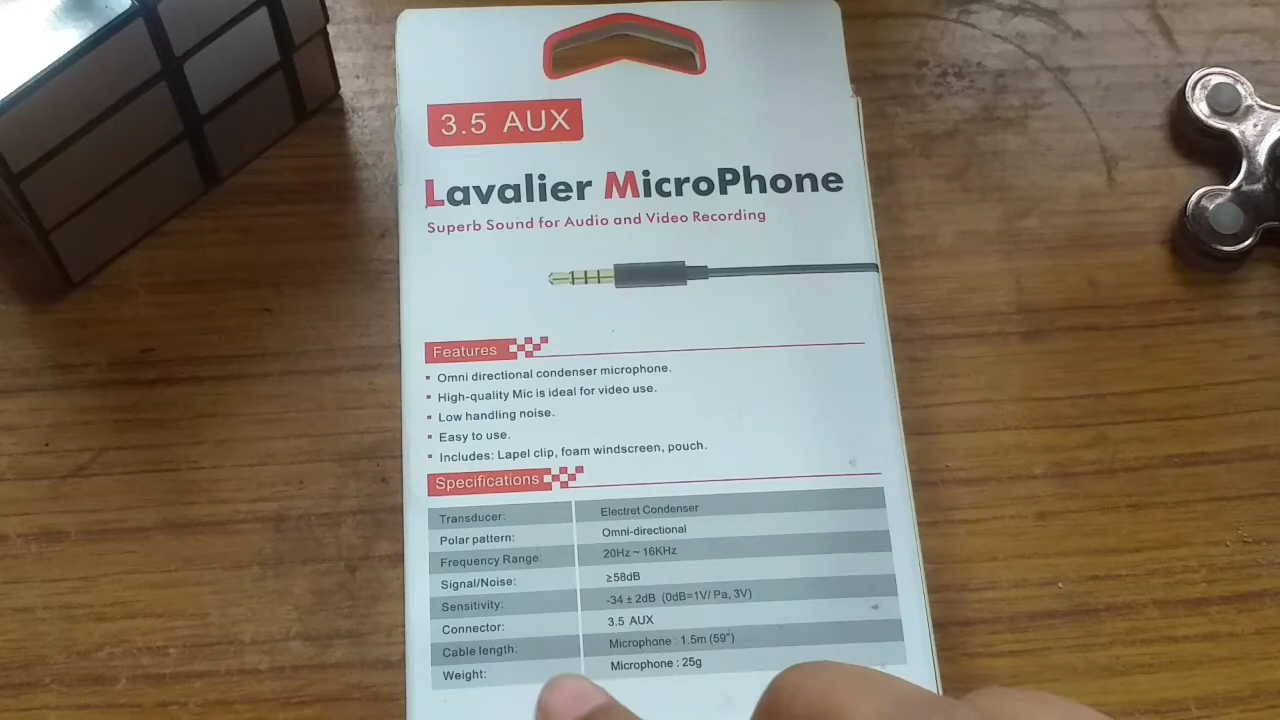 3.5 AUX
Lavalier MicroPhone
Superb Sound for Audio and Video Recording
Features
▪ Omni directional condenser microphone.
▪ High-quality Mic is ideal for video use.
▪ Low handling noise.
▪ Easy to use.
▪ Includes: Lapel clip, foam windscreen, pouch.
Specifications
Transducer: Electret Condenser
Polar pattern: Omni-directional
Frequency Range: 20Hz ~ 16KHz
Signal/Noise: ≥58dB
Sensitivity: -34 ± 2dB (0dB=1V/ Pa, 3V)
Connector: 3.5 AUX
Cable length: Microphone : 1.5m (59")
Weight: Microphone : 25g